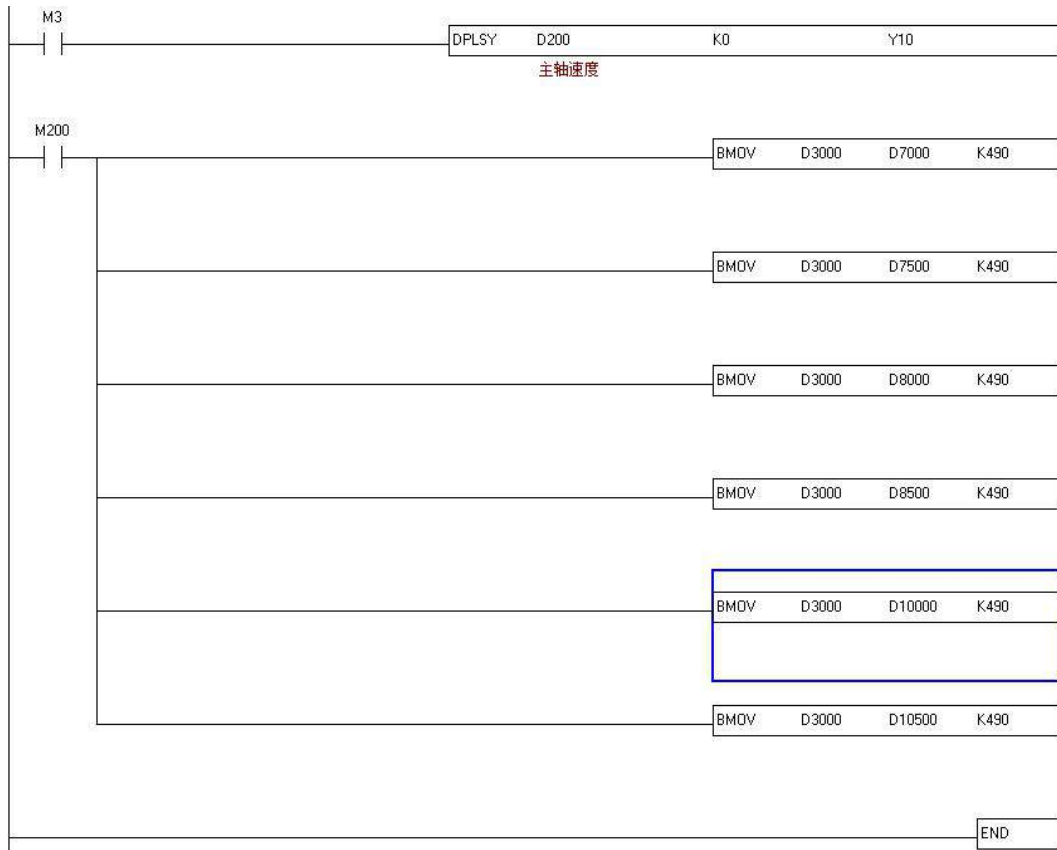 M3
DPLSY D200 K0 Y10
主轴速度
M200
BMOV D3000 D7000 K490
BMOV D3000 D7500 K490
BMOV D3000 D8000 K490
BMOV D3000 D8500 K490
BMOV D3000 D10000 K490
BMOV D3000 D10500 K490
END